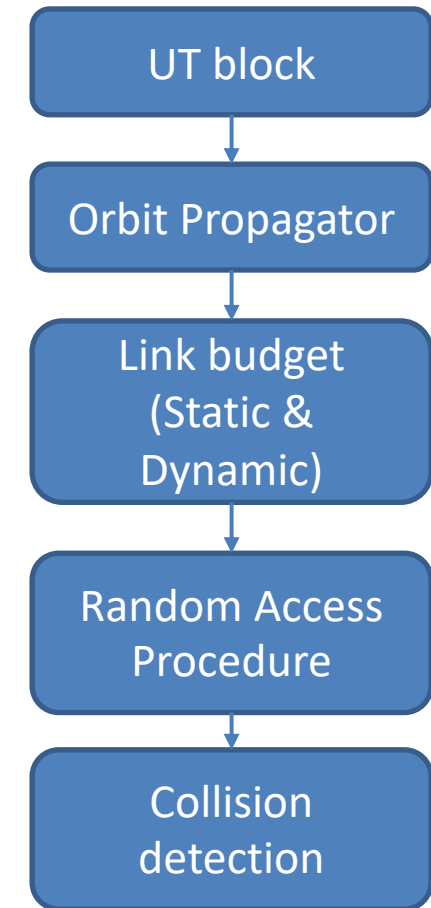 UT block
Orbit Propagator
Link budget
(Static &
Dynamic)
Random Access
Procedure
Collision
detection